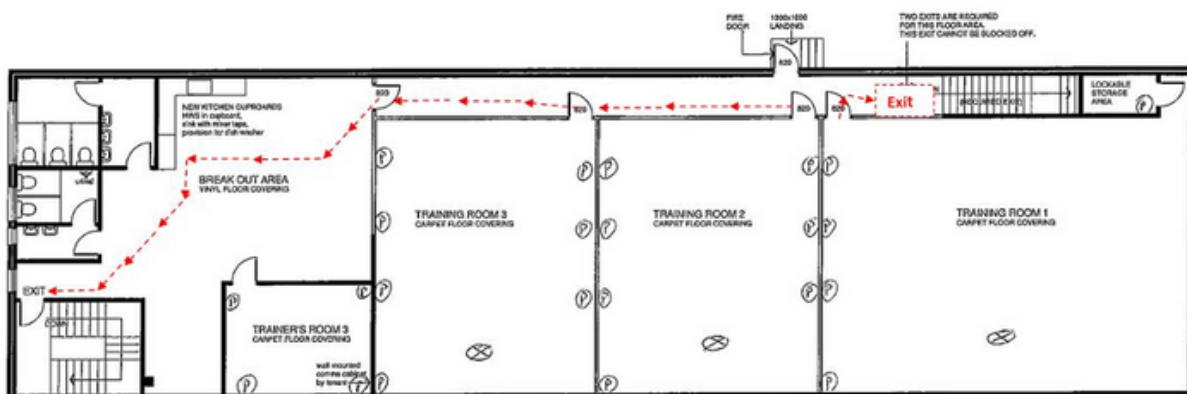 FIRE
DOOR
1000x1000
LANDING
TWO EXITS ARE REQUIRED
FOR THIS FLOOR AREA.
THIS EXIT CANNOT BE BLOCKED OFF.
820
NEW KITCHEN CUPBOARDS
HWS in cupboard,
sink with mixer taps,
provision for dish washer
820
820
820
820
Exit
(REQUIRED EXIT)
LOCKABLE
STORAGE
AREA
BREAK OUT AREA
VINYL FLOOR COVERING
TRAINING ROOM 3
CARPET FLOOR COVERING
TRAINING ROOM 2
CARPET FLOOR COVERING
TRAINING ROOM 1
CARPET FLOOR COVERING
EXIT
TRAINER'S ROOM 3
CARPET FLOOR COVERING
wall mounted
comms cabinet
by tenant